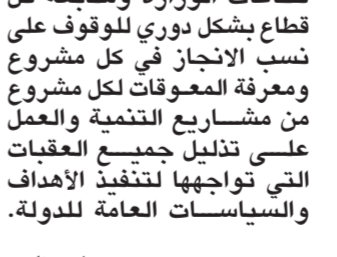 قطاع بشكل دوري للوقوف على
نسب الانجاز في كل مشروع
ومعرفة المعوقات لكل مشروع
من مشاريع التنمية والعمل
على تذليل جميع العقبات
التي تواجهها لتنفيذ الأهداف
والسياسات العامة للدولة.